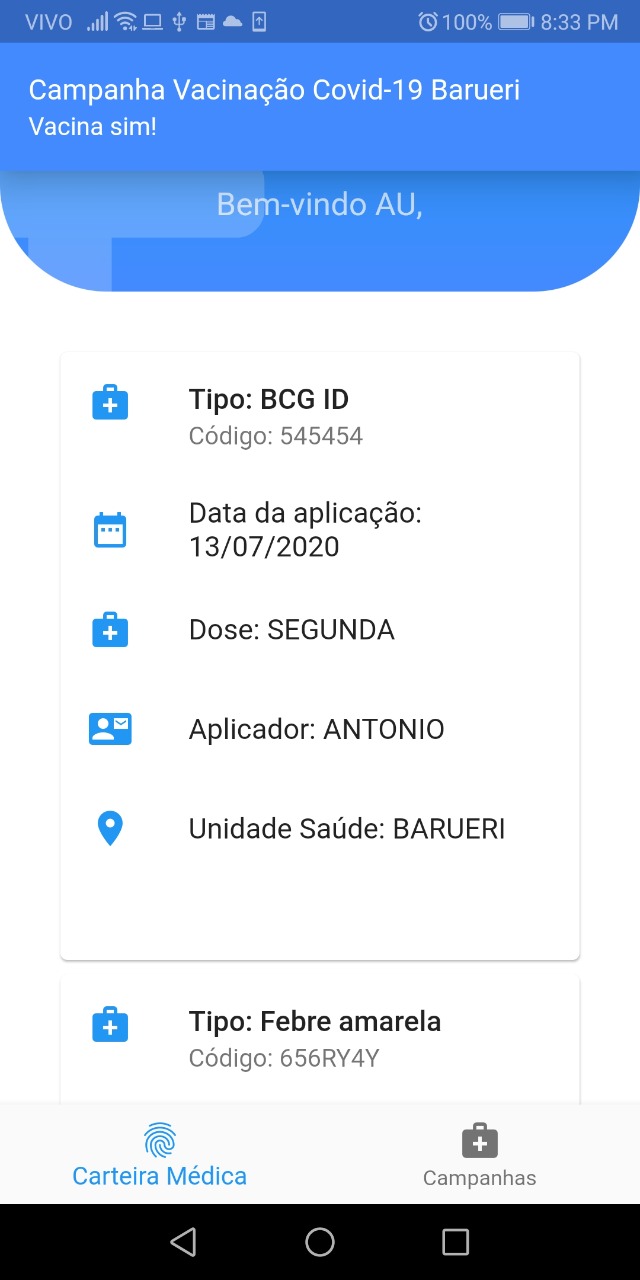 VIVO 100% 8:33 PM
Campanha Vacinação Covid-19 Barueri
Vacina sim!
Bem-vindo AU,
Tipo: BCG ID
Código: 545454
Data da aplicação:
13/07/2020
Dose: SEGUNDA
Aplicador: ANTONIO
Unidade Saúde: BARUERI
Tipo: Febre amarela
Código: 656RY4Y
Carteira Médica
Campanhas